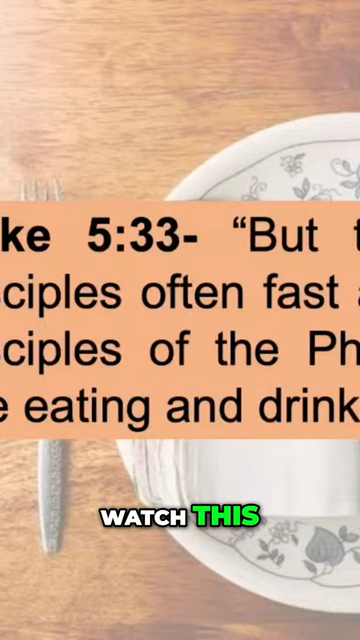 ke 5:33- “But t
ciples often fast a
ciples of the Ph
e eating and drink
WATCH THIS